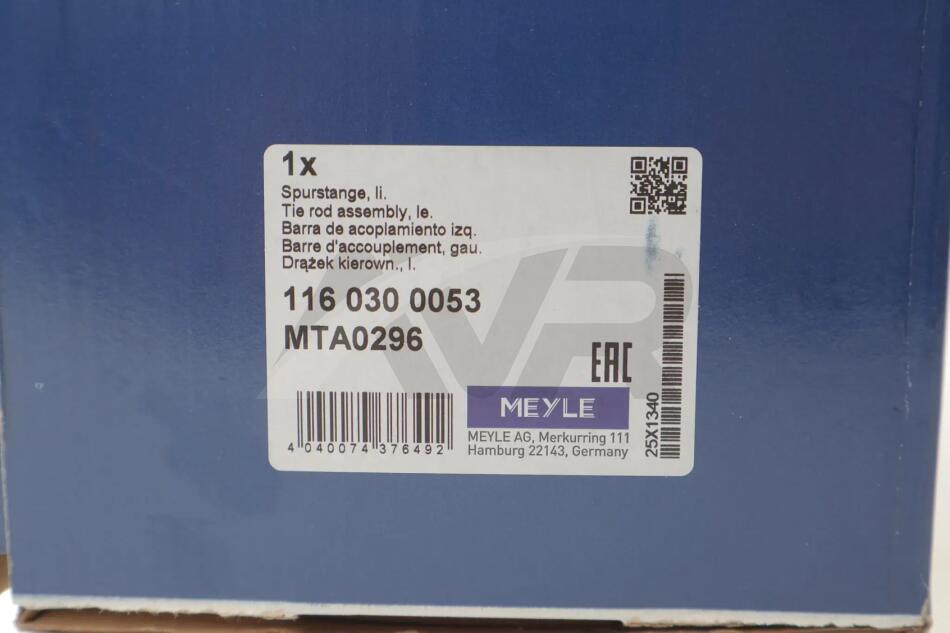 1x
Spurstange, li.
Tie rod assembly, le.
Barra de acoplamiento izq.
Barre d'accouplement, gau.
Drążek kierown., l.
116 030 0053
MTA0296
EAC
MEYLE
MEYLE AG, Merkurring 111
Hamburg 22143, Germany
4 040074 376492
25X1340
NR